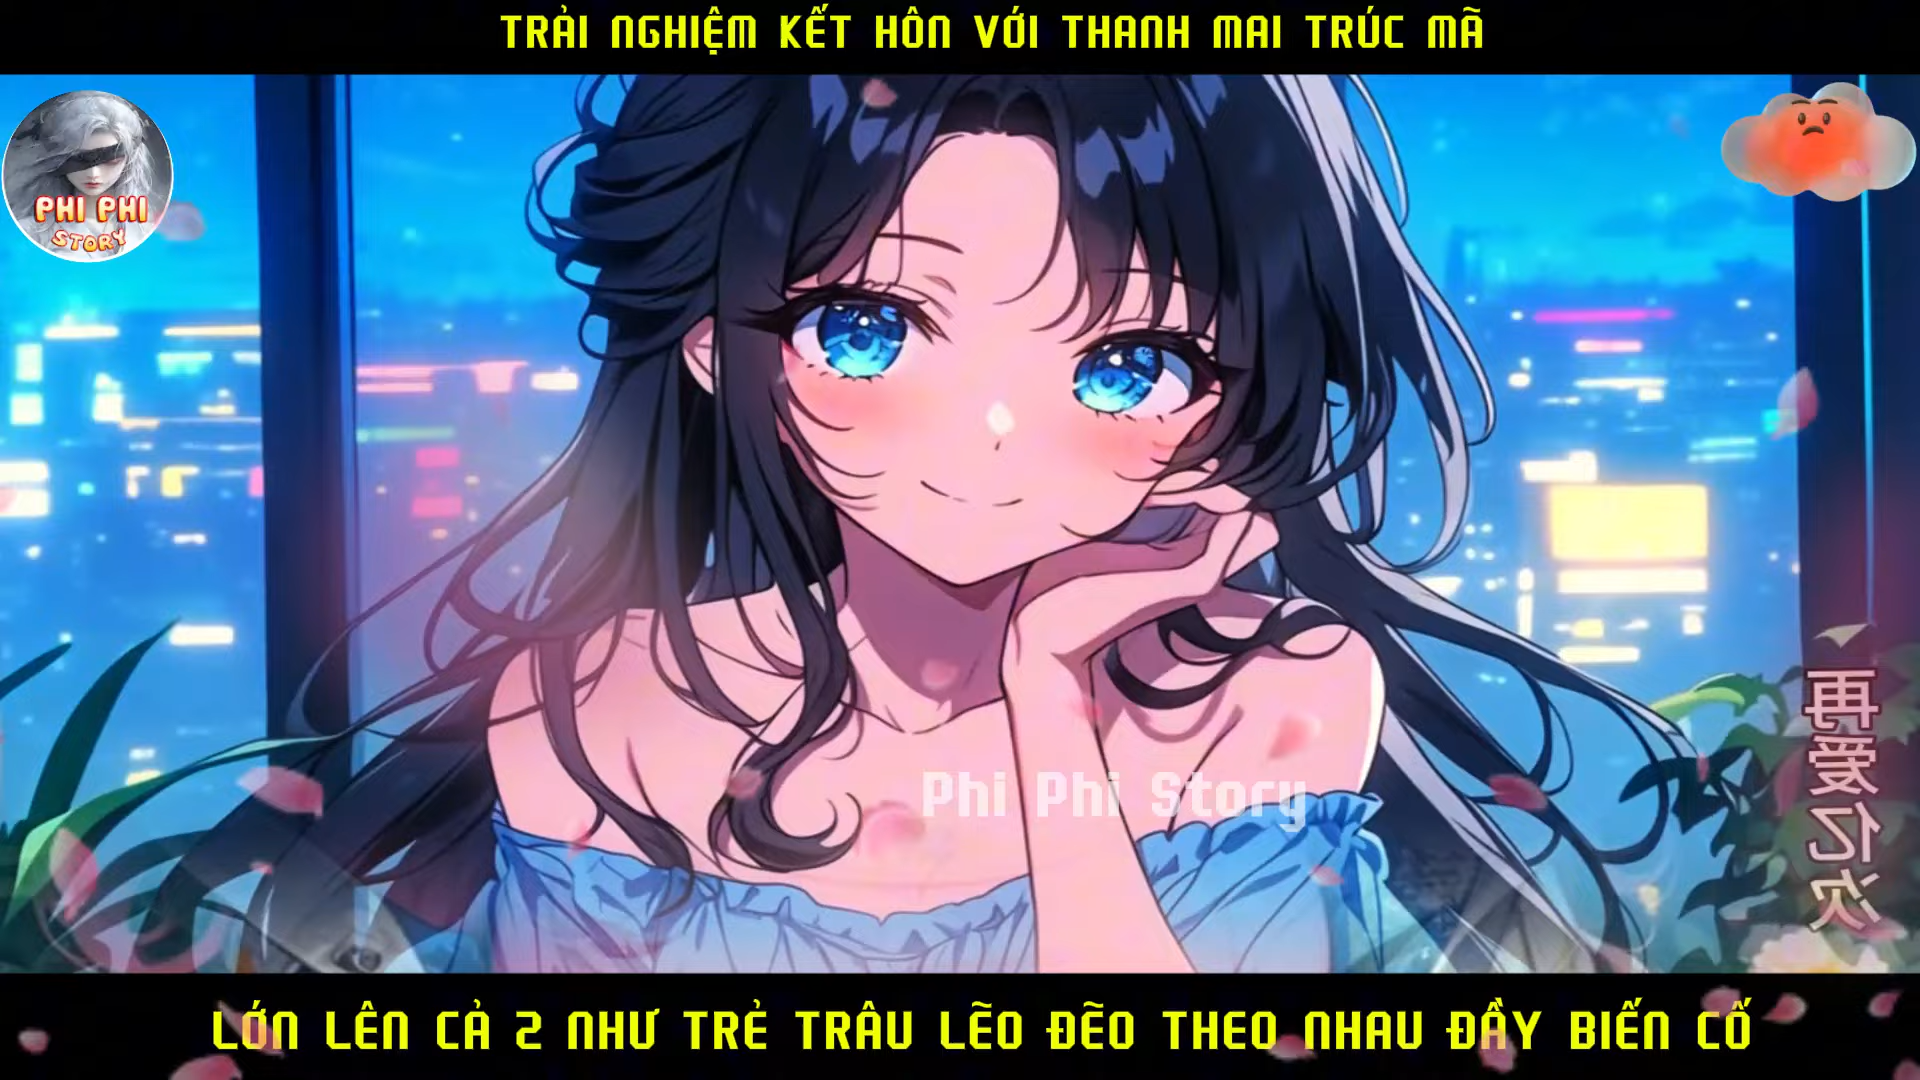 TRẢI NGHIỆM KẾT HÔN VỚI THANH MAI TRÚC MÃ
PHI PHI
STORY
再爱亿次
Phi Phi Story
LỚN LÊN CẢ 2 NHƯ TRẺ TRÂU LẼO ĐẼO THEO NHAU ĐẦY BIẾN CỐ